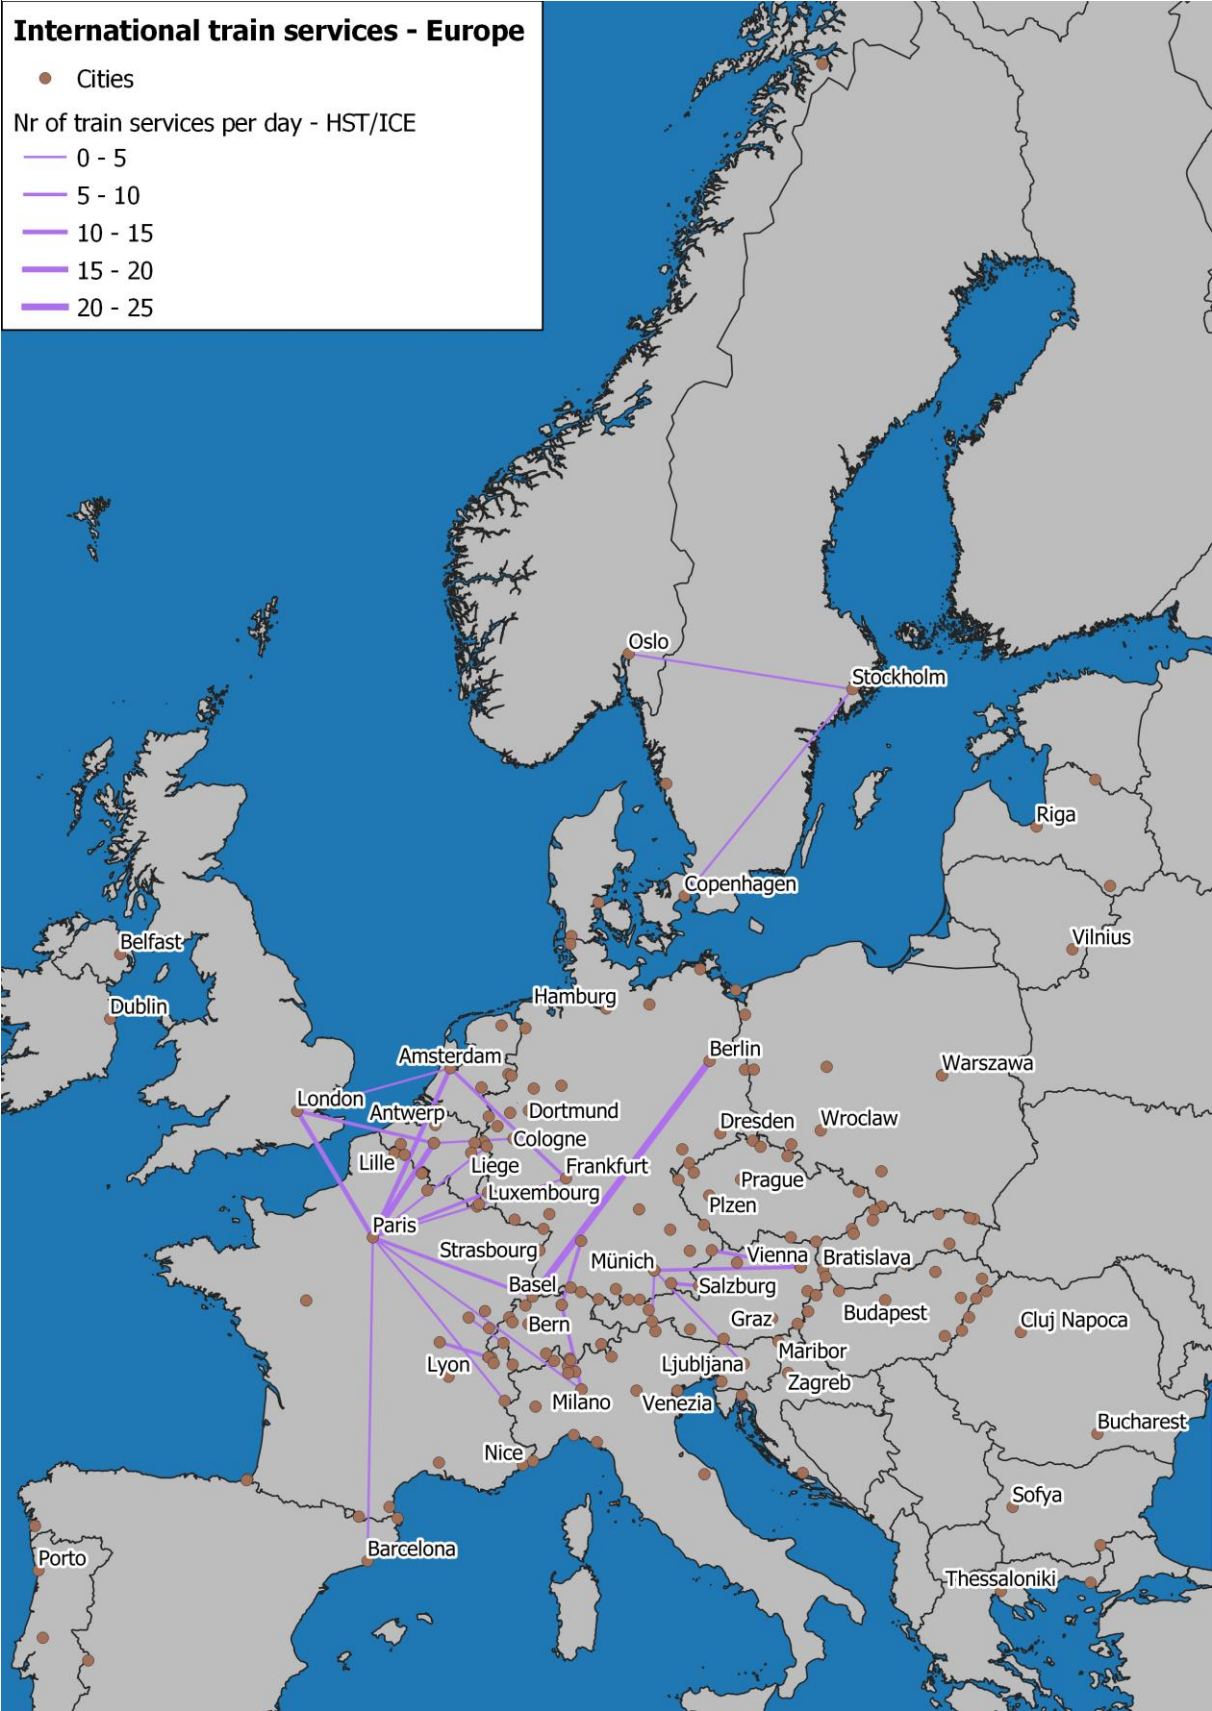 International train services - Europe
Cities
Nr of train services per day - HST/ICE
0 - 5
5 - 10
10 - 15
15 - 20
20 - 25
Oslo
Stockholm
Riga
Copenhagen
Vilnius
Belfast
Dublin
Hamburg
Berlin
Amsterdam
Warszawa
London
Antwerp
Dortmund
Dresden
Wroclaw
Cologne
Lille
Liege
Frankfurt
Prague
Luxembourg
Plzen
Paris
Strasbourg
Münich
Vienna
Bratislava
Basel
Salzburg
Budapest
Bern
Graz
Cluj Napoca
Maribor
Lyon
Ljubljana
Zagreb
Milano
Venezia
Bucharest
Nice
Sofya
Barcelona
Porto
Thessaloniki